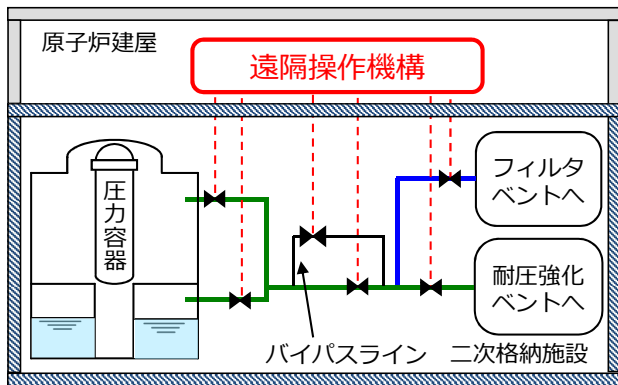 原子炉建屋
遠隔操作機構
圧力容器
フィルタ
ベントへ
耐圧強化
ベントへ
バイパスライン
二次格納施設